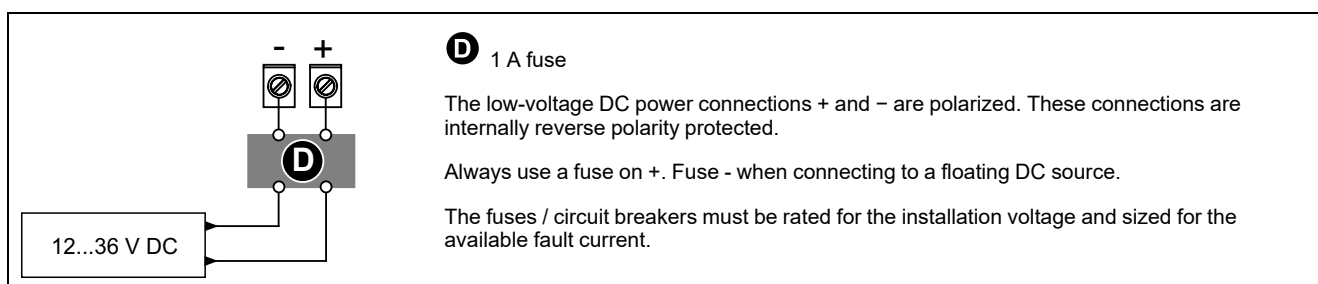 - +
D
12...36 V DC
D 1 A fuse
The low-voltage DC power connections + and − are polarized. These connections are
internally reverse polarity protected.
Always use a fuse on +. Fuse - when connecting to a floating DC source.
The fuses / circuit breakers must be rated for the installation voltage and sized for the
available fault current.